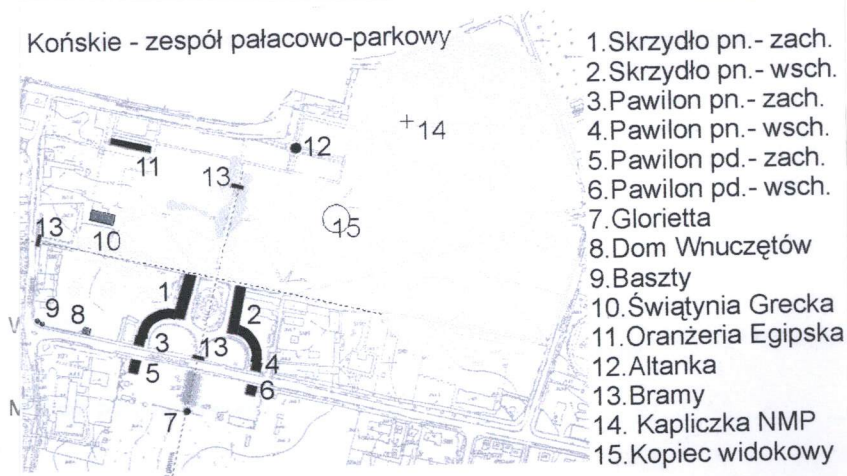 Końskie - zespół pałacowo-parkowy
1.Skrzydło pn.- zach.
2.Skrzydło pn.- wsch.
3.Pawilon pn.- zach.
4.Pawilon pn.- wsch.
5.Pawilon pd.- zach.
6.Pawilon pd.- wsch.
7.Glorietta
8.Dom Wnuczętów
9.Baszty
10.Świątynia Grecka
11.Oranżeria Egipska
12.Altanka
13.Bramy
14. Kapliczka NMP
15.Kopiec widokowy
14
12
11
13
15
13
10
1
2
9
8
3
13
4
5
6
7